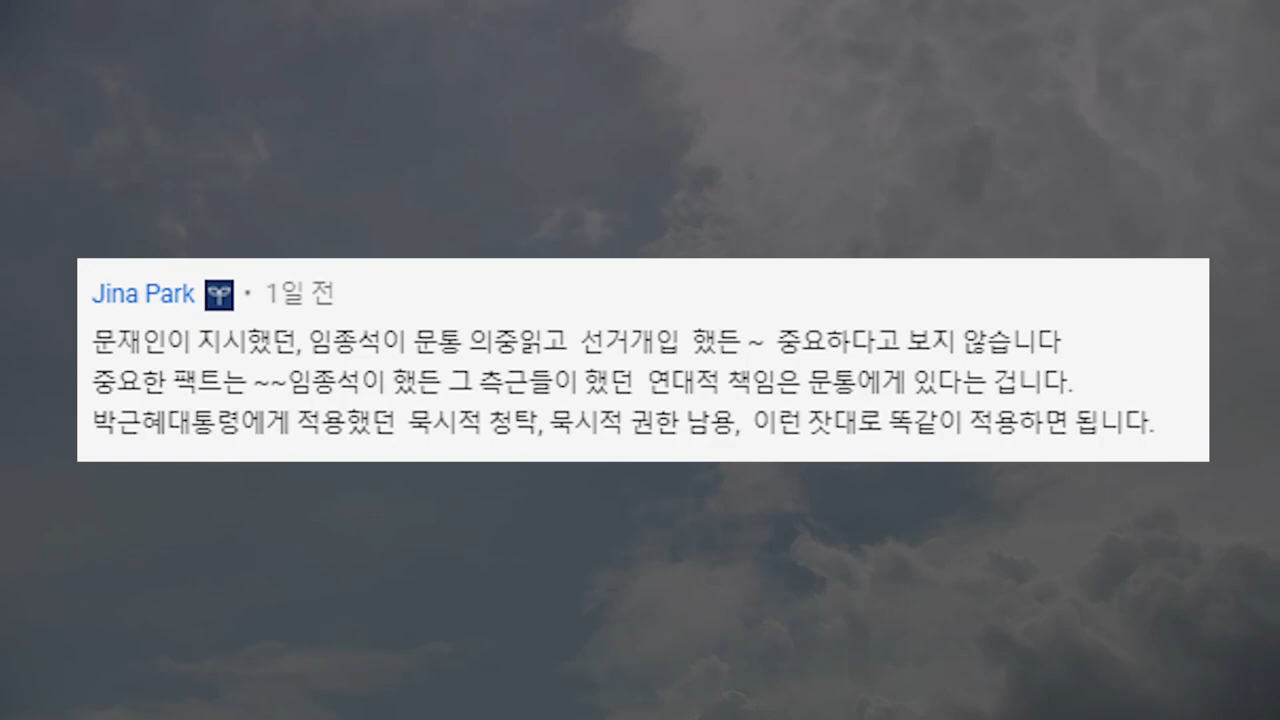 Jina Park · 1일 전
문재인이 지시했던, 임종석이 문통 의중읽고 선거개입 했든 ~ 중요하다고 보지 않습니다
중요한 팩트는 ~~임종석이 했든 그 측근들이 했던 연대적 책임은 문통에게 있다는 겁니다.
박근혜대통령에게 적용했던 묵시적 청탁, 묵시적 권한 남용, 이런 잣대로 똑같이 적용하면 됩니다.